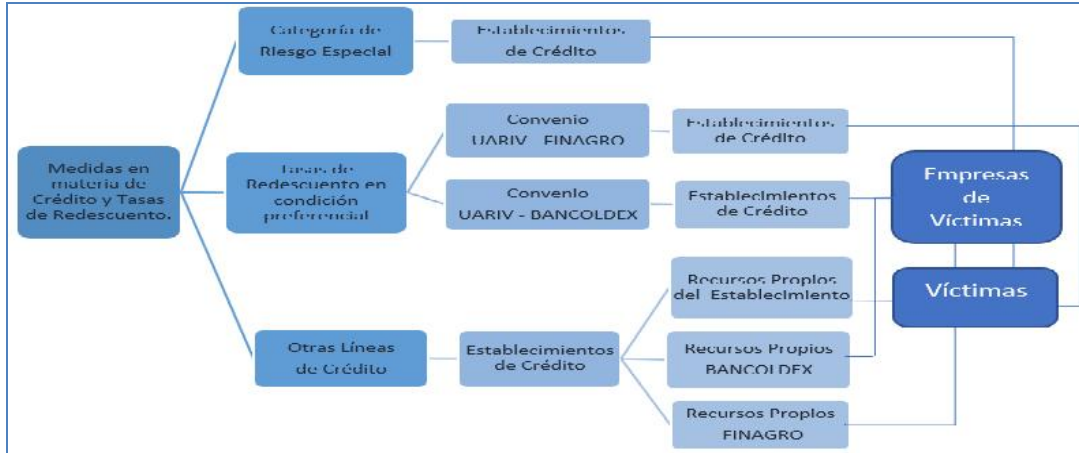 Categoría de
Riesgo Especial
Establecimientos
de Crédito
Medidas en
materia de
Crédito y Tasas
de Redescuento.
Tasas de
Redescuento en
condición
preferencial
Convenio
UARIV - FINAGRO
Establecimientos
de Crédito
Convenio
UARIV - BANCOLDEX
Establecimientos
de Crédito
Otras Líneas
de Crédito
Establecimientos
de Crédito
Recursos Propios
del Establecimiento
Recursos Propios
BANCOLDEX
Recursos Propios
FINAGRO
Empresas
de
Víctimas
Víctimas